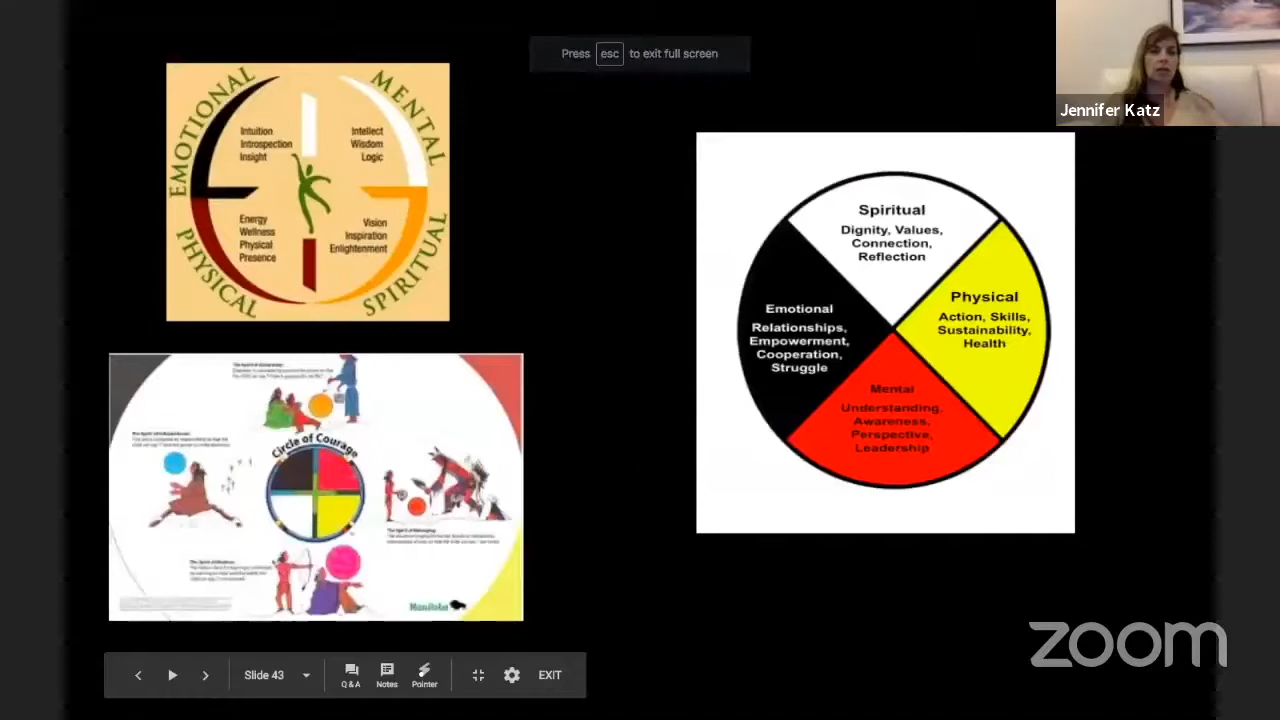 Press esc to exit full screen
Jennifer Katz
EMOTIONAL
MENTAL
Intuition
Introspection
Insight
Intellect
Wisdom
Logic
Energy
Wellness
Physical
Presence
Vision
Inspiration
Enlightenment
PHYSICAL
SPIRITUAL
Spiritual
Dignity, Values,
Connection,
Reflection
Physical
Action, Skills,
Sustainability,
Health
Emotional
Relationships,
Empowerment,
Cooperation,
Struggle
Mental
Understanding,
Awareness,
Perspective,
Leadership
Circle of Courage
Manitoba
Slide 43
Q & A
Notes
Pointer
EXIT
zoom